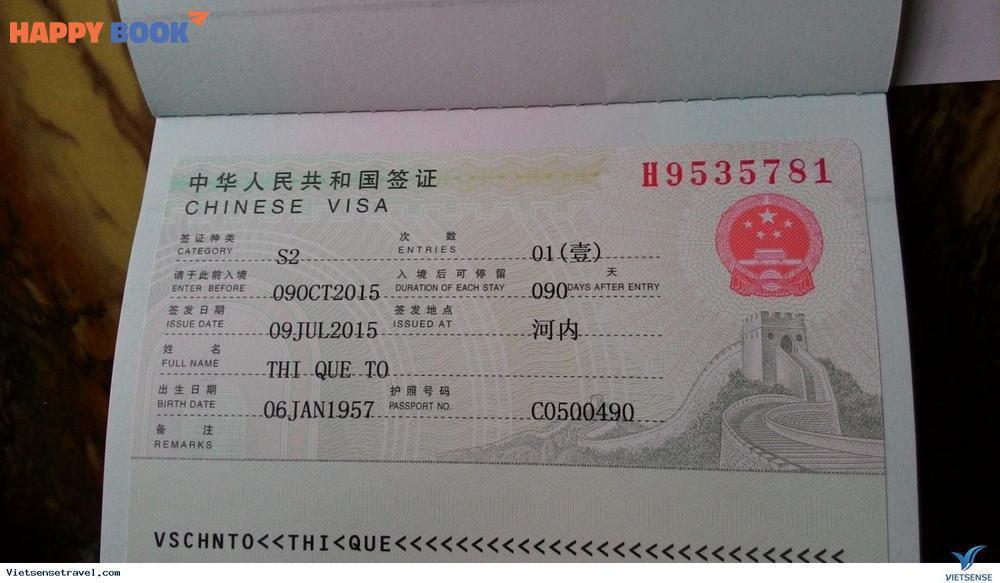 HAPPY BOOK
中华人民共和国签证
H9535781
CHINESE VISA
签证种类 次 数
CATEGORY S2 ENTRIES 01(壹)
请于此前入境 入境后可停留 天
ENTER BEFORE 09OCT2015 DURATION OF EACH STAY 090 DAYS AFTER ENTRY
签发日期 签发地点
ISSUE DATE 09JUL2015 ISSUED AT 河内
姓 名
FULL NAME THI QUE TO
出生日期 护照号码
BIRTH DATE 06JAN1957 PASSPORT NO. C0500490
备 注
REMARKS
VSCHNTO<<THI<QUE<<<<<<<<<<<<<<<<<<<<<<<<<<<<
Vietsensetravel.com
VIETSENSE